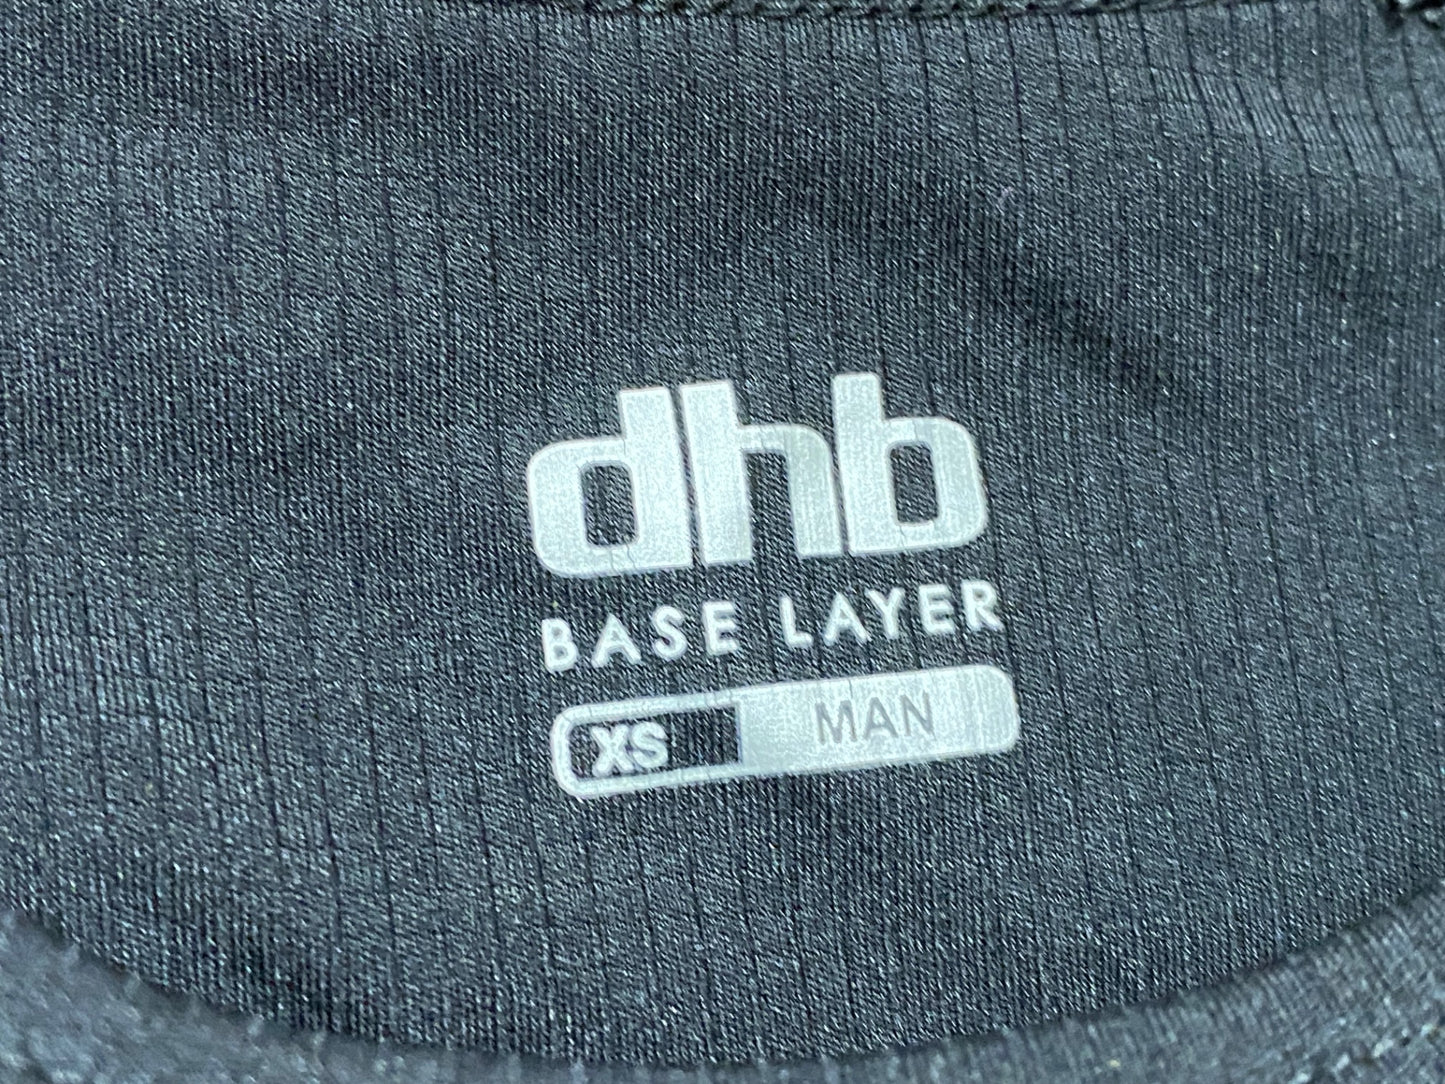 dhb
BASE LAYER
XS MAN